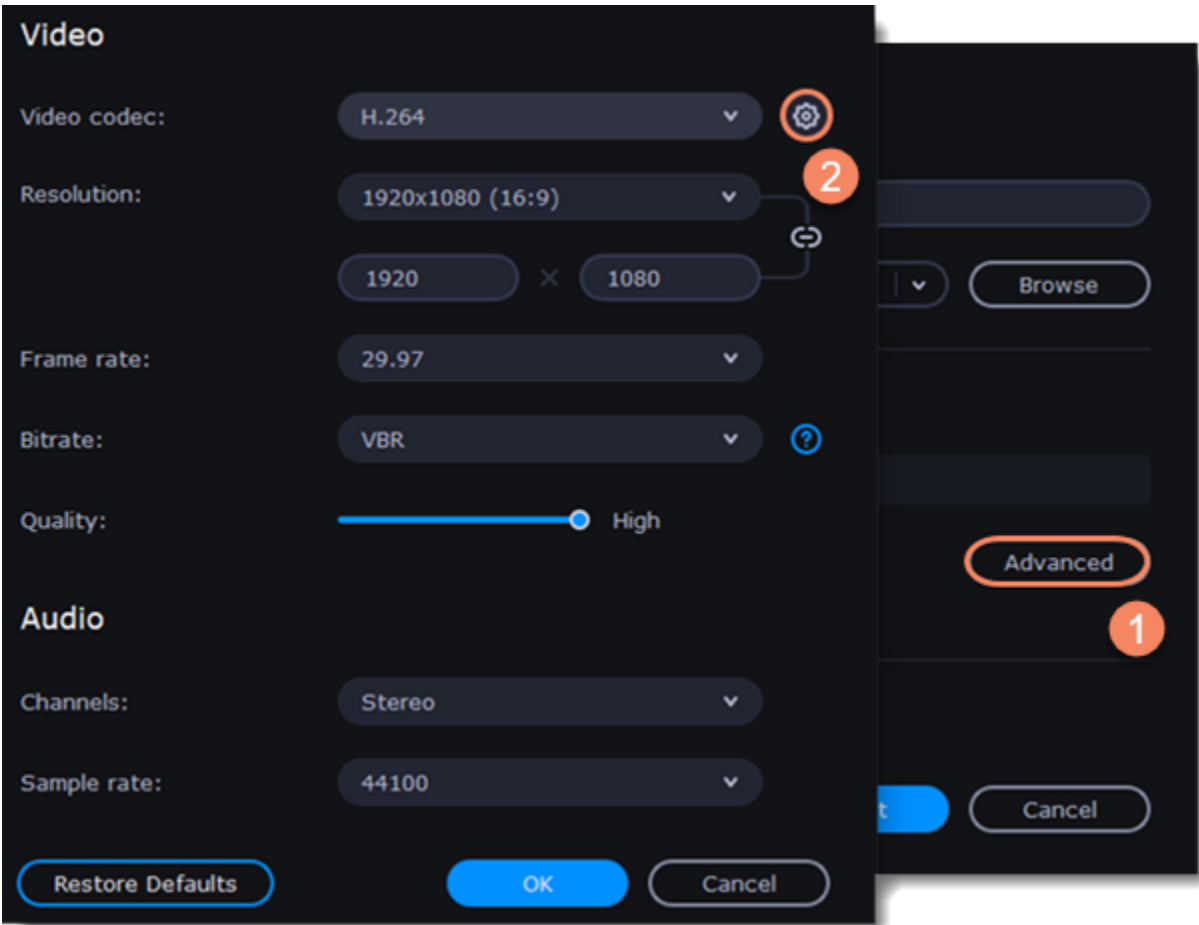 Video
Video codec: H.264
2
Resolution: 1920x1080 (16:9)
1920 × 1080
Browse
Frame rate: 29.97
Bitrate: VBR ?
Quality: High
Advanced
1
Audio
Channels: Stereo
Sample rate: 44100
t Cancel
Restore Defaults OK Cancel